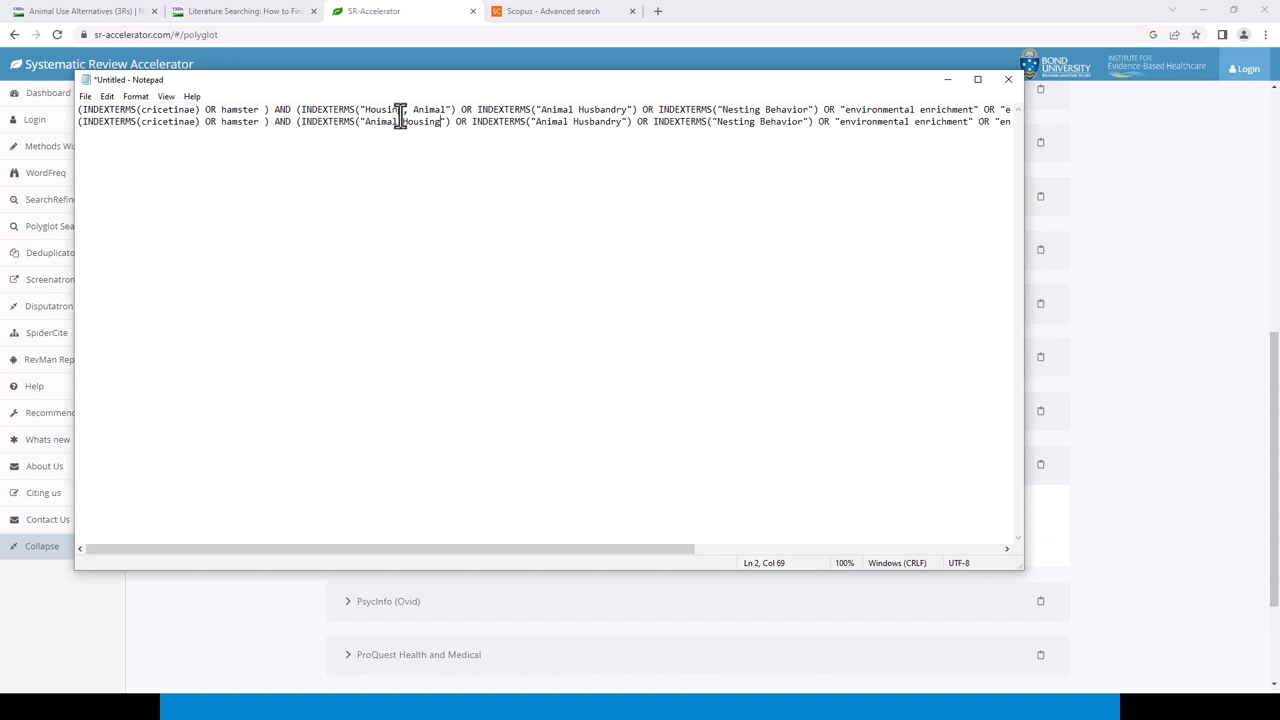 Animal Use Alternatives (3Rs) | N
Literature Searching: How to Fin
SR-Accelerator
Scopus - Advanced search
sr-accelerator.com/#/polyglot
Systematic Review Accelerator
BOND UNIVERSITY
INSTITUTE FOR
Evidence-Based Healthcare
Login
*Untitled - Notepad
File Edit Format View Help
(INDEXTERMS(cricetinae) OR hamster ) AND (INDEXTERMS("Housing, Animal") OR INDEXTERMS("Animal Husbandry") OR INDEXTERMS("Nesting Behavior") OR "environmental enrichment" OR "e
(INDEXTERMS(cricetinae) OR hamster ) AND (INDEXTERMS("Animal Housing") OR INDEXTERMS("Animal Husbandry") OR INDEXTERMS("Nesting Behavior") OR "environmental enrichment" OR "en
Ln 2, Col 69
100%
Windows (CRLF)
UTF-8
Dashboard
Login
Methods Wiz
WordFreq
SearchRefin
Polyglot Sea
Deduplicato
Screenatron
Disputatron
SpiderCite
RevMan Rep
Help
Recommend
Whats new
About Us
Citing us
Contact Us
Collapse
PsycInfo (Ovid)
ProQuest Health and Medical